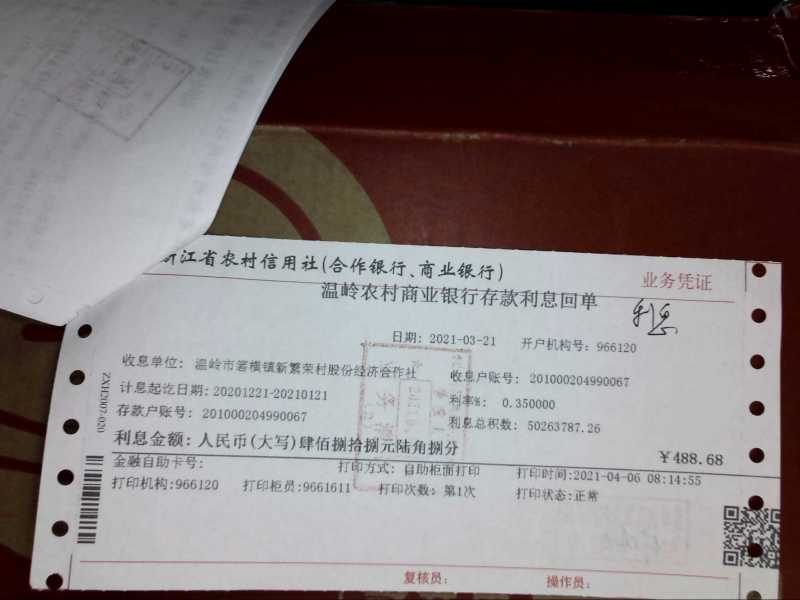 江省农村信用社(合作银行、商业银行)
业务凭证
温岭农村商业银行存款利息回单
利息
日期: 2021-03-21 开户机构号: 966120
收息单位: 温岭市箬横镇新繁荣村股份经济合作社 收息户账号: 201000204990067
计息起讫日期: 20201221-20210121 利率%: 0.350000
存款户账号: 201000204990067 利息总积数: 50263787.26
利息金额: 人民币(大写)肆佰捌拾捌元陆角捌分 ¥488.68
金融自助卡号: 打印方式: 自助柜面打印 打印时间:2021-04-06 08:14:55
打印机构:966120 打印柜员:9661611 打印次数: 第1次 打印状态:正常
复核员: 操作员:
ZXH2007-020